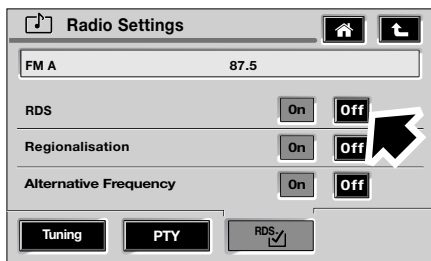 Radio Settings
FM A 87.5
RDS On Off
Regionalisation On Off
Alternative Frequency On Off
Tuning PTY RDS